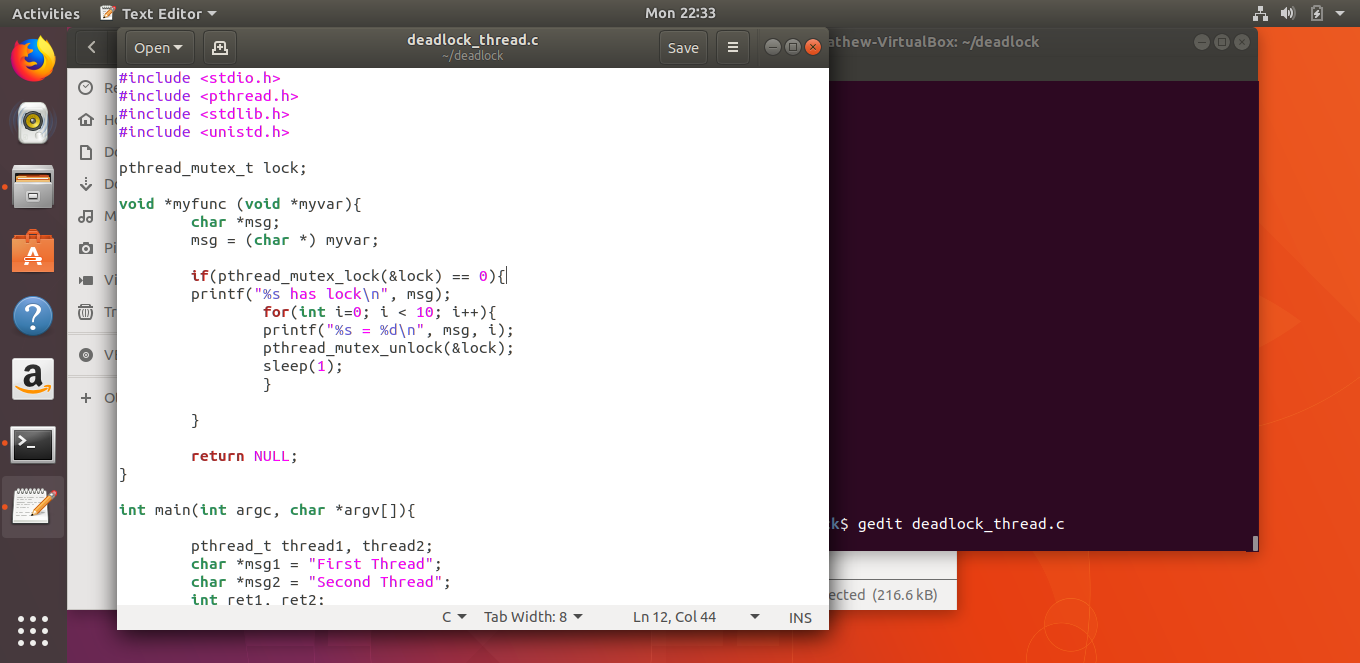 Activities Text Editor Mon 22:33
Open deadlock_thread.c Save
~/deadlock
athew-VirtualBox: ~/deadlock
#include <stdio.h>
#include <pthread.h>
#include <stdlib.h>
#include <unistd.h>
pthread_mutex_t lock;
void *myfunc (void *myvar){
char *msg;
msg = (char *) myvar;
if(pthread_mutex_lock(&lock) == 0){
printf("%s has lock\n", msg);
for(int i=0; i < 10; i++){
printf("%s = %d\n", msg, i);
pthread_mutex_unlock(&lock);
sleep(1);
}
}
return NULL;
}
int main(int argc, char *argv[]){
pthread_t thread1, thread2;
char *msg1 = "First Thread";
char *msg2 = "Second Thread";
int ret1, ret2;
C Tab Width: 8 Ln 12, Col 44 INS
Re
Ho
Do
Do
M
Pi
Vi
Tr
k$ gedit deadlock_thread.c
ected (216.6 kB)